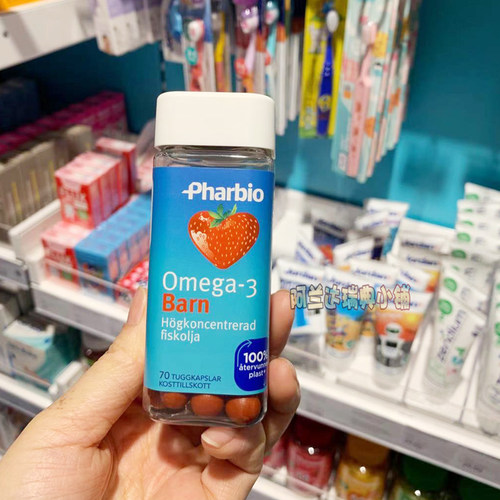 Pharbio
Omega-3
Barn
Högkoncentrerad
fiskolja
100%
återvunnen
plast
70 TUGGKAPSLAR
KOSTTILLSKOTT
阿兰达瑞典小铺
Jordan